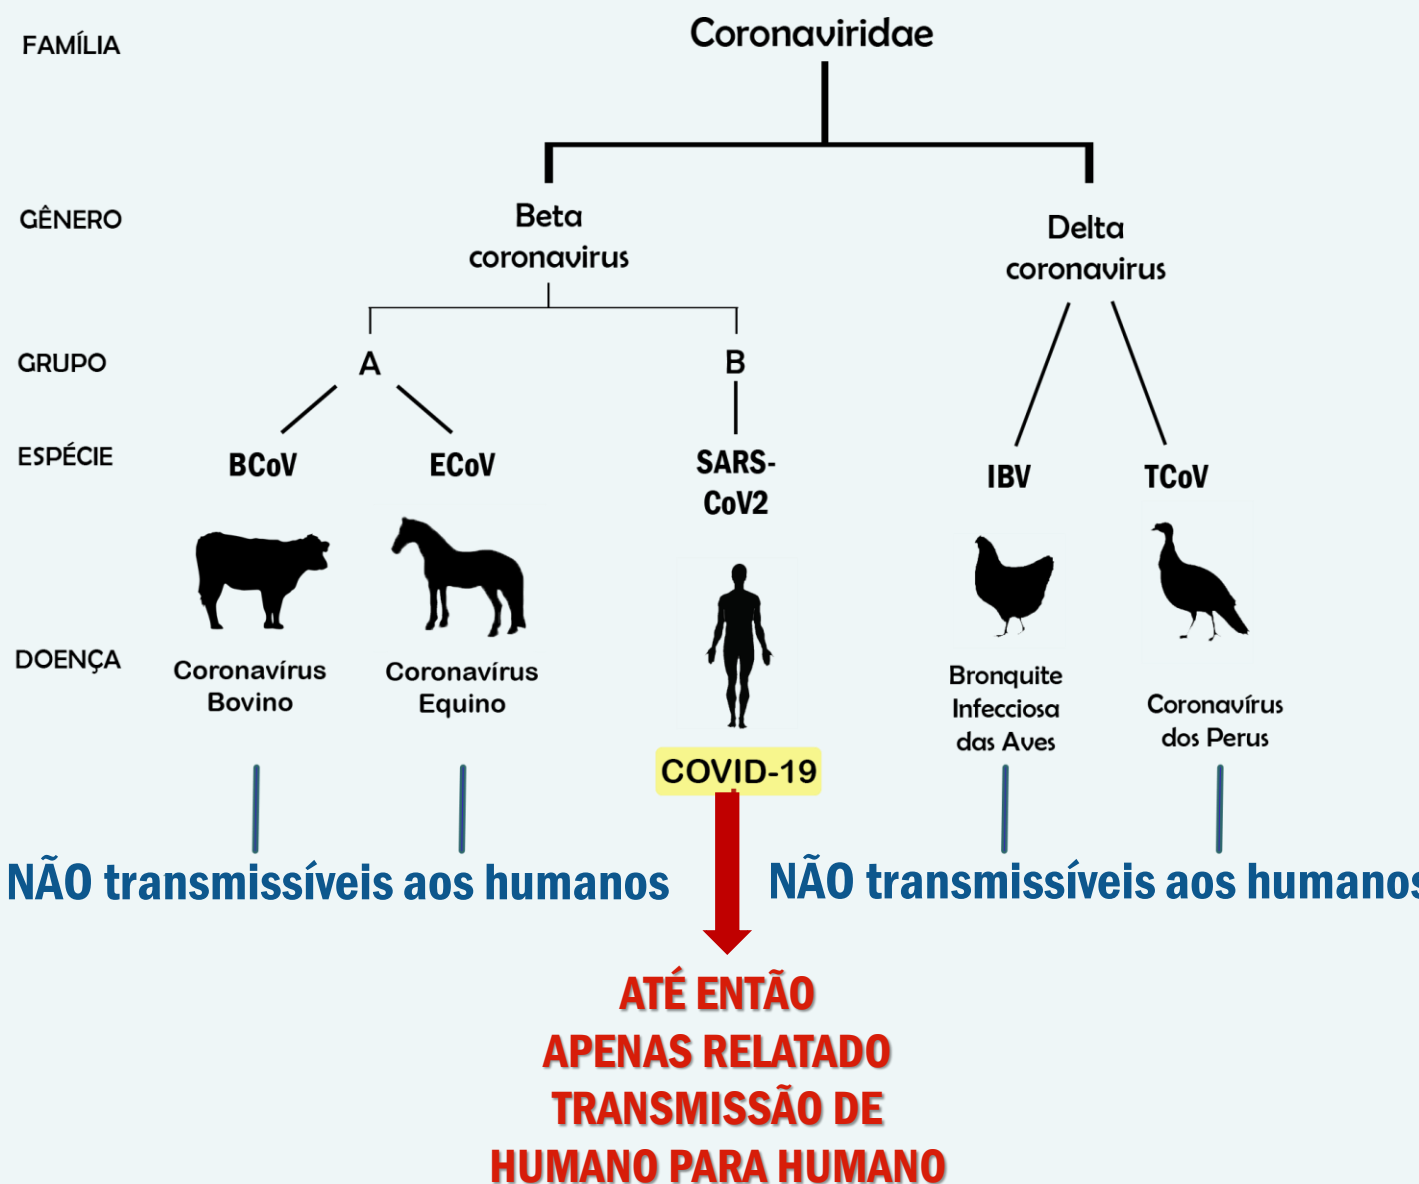 FAMÍLIA
Coronaviridae
GÊNERO
Beta
coronavirus
Delta
coronavirus
GRUPO
A
B
ESPÉCIE
BCoV
ECoV
SARS-
CoV2
IBV
TCoV
DOENÇA
Coronavírus
Bovino
Coronavírus
Equino
COVID-19
Bronquite
Infecciosa
das Aves
Coronavírus
dos Perus
NÃO transmissíveis aos humanos
NÃO transmissíveis aos humanos
ATÉ ENTÃO
APENAS RELATADO
TRANSMISSÃO DE
HUMANO PARA HUMANO